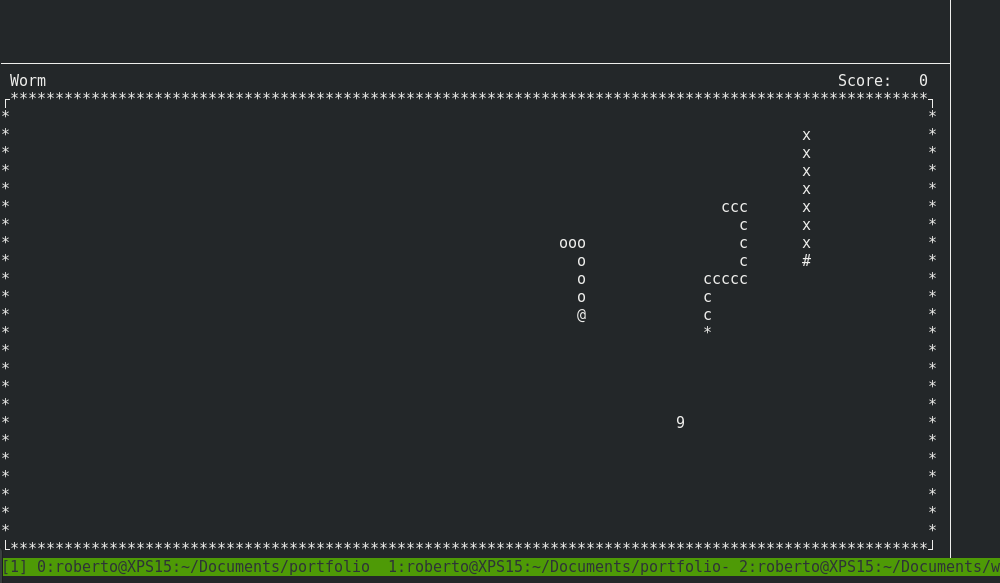 Worm Score: 0
******************************************************************************************************
* *
* x *
* x *
* x *
* x *
* ccc x *
* c x *
* ooo c x *
* o c # *
* o ccccc *
* o c *
* @ c *
* * *
* *
* *
* *
* *
* 9 *
* *
* *
* *
* *
* *
* *
******************************************************************************************************
[1] 0:roberto@XPS15:~/Documents/portfolio 1:roberto@XPS15:~/Documents/portfolio- 2:roberto@XPS15:~/Documents/w